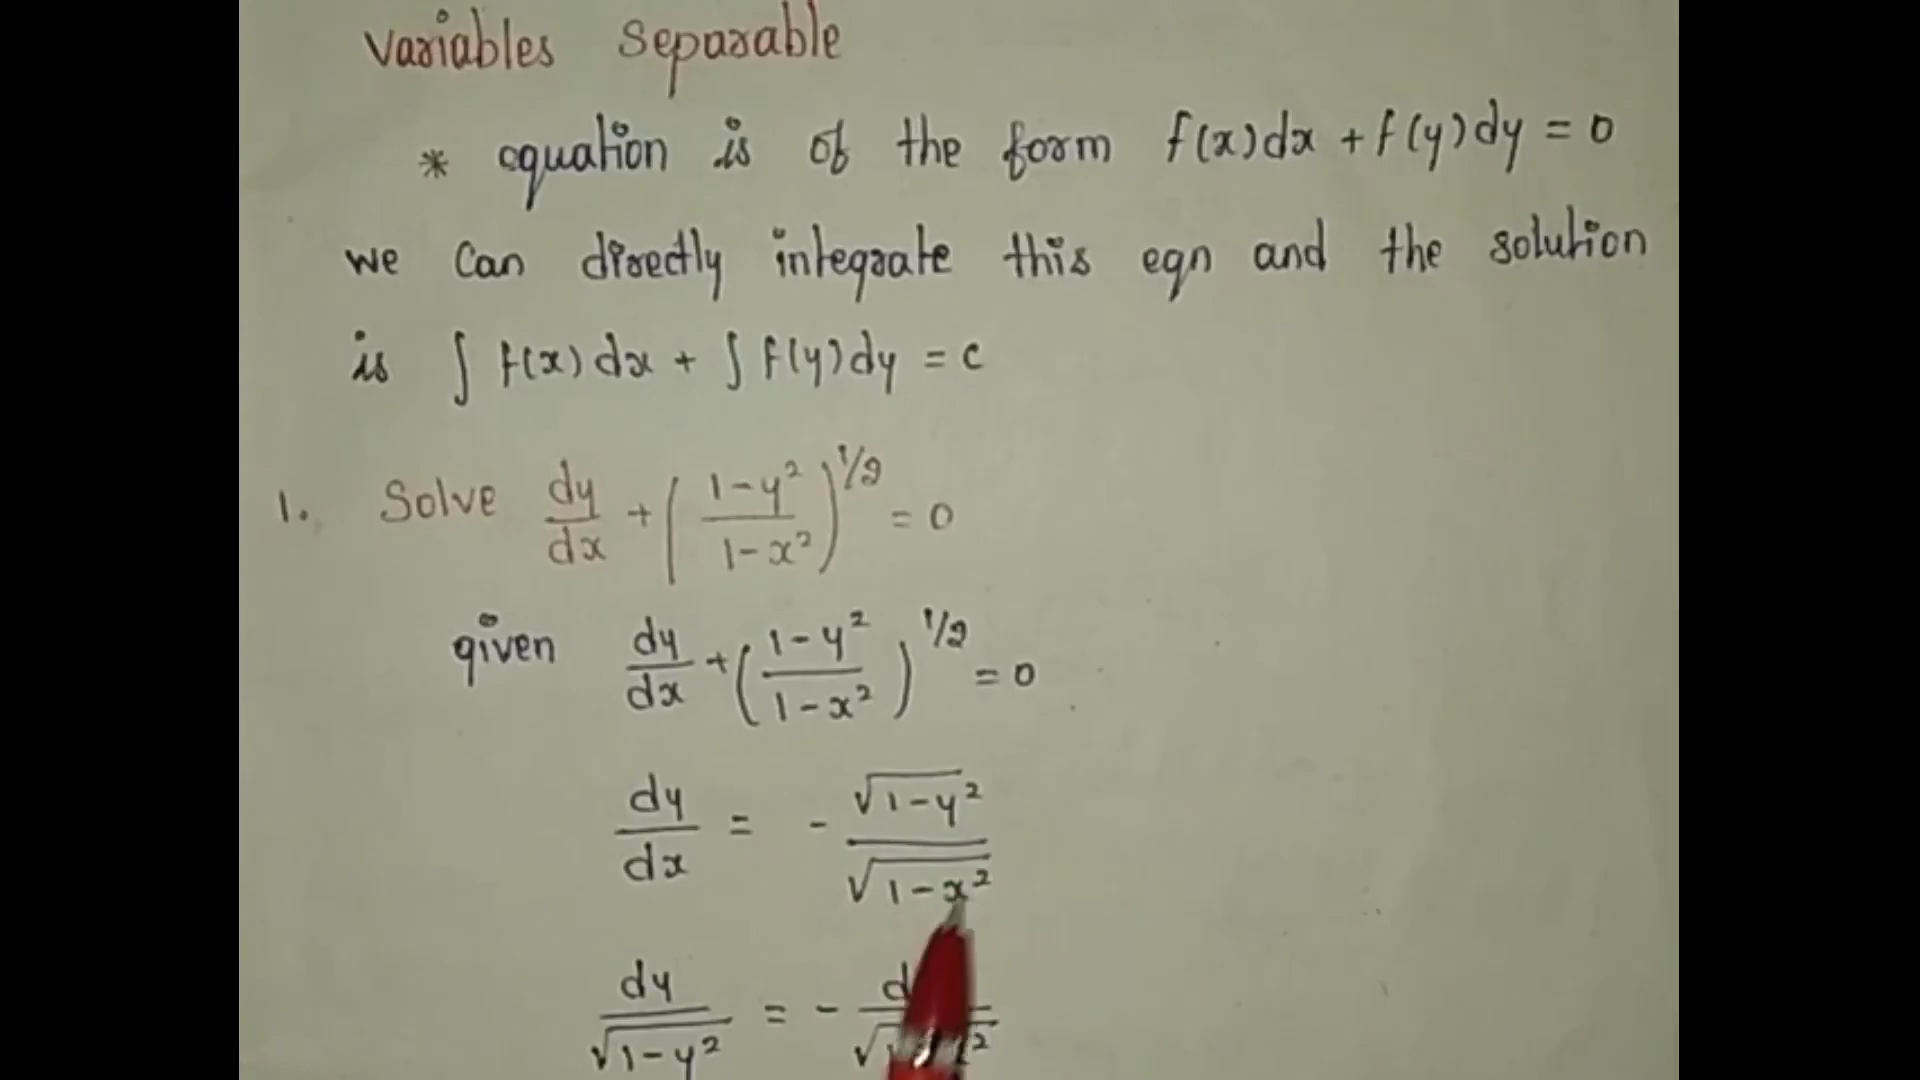 Variables Separable
* equation is of the form f(x)dx + f(y)dy = 0
we can directly integrate this eqn and the solution
is ∫ f(x) dx + ∫ f(y) dy = c
1. Solve dy/dx + ((1-y²)/(1-x²))^1/2 = 0
given dy/dx + ((1-y²)/(1-x²))^1/2 = 0
dy/dx = - √(1-y²)/√(1-x²)
dy/√(1-y²) = -